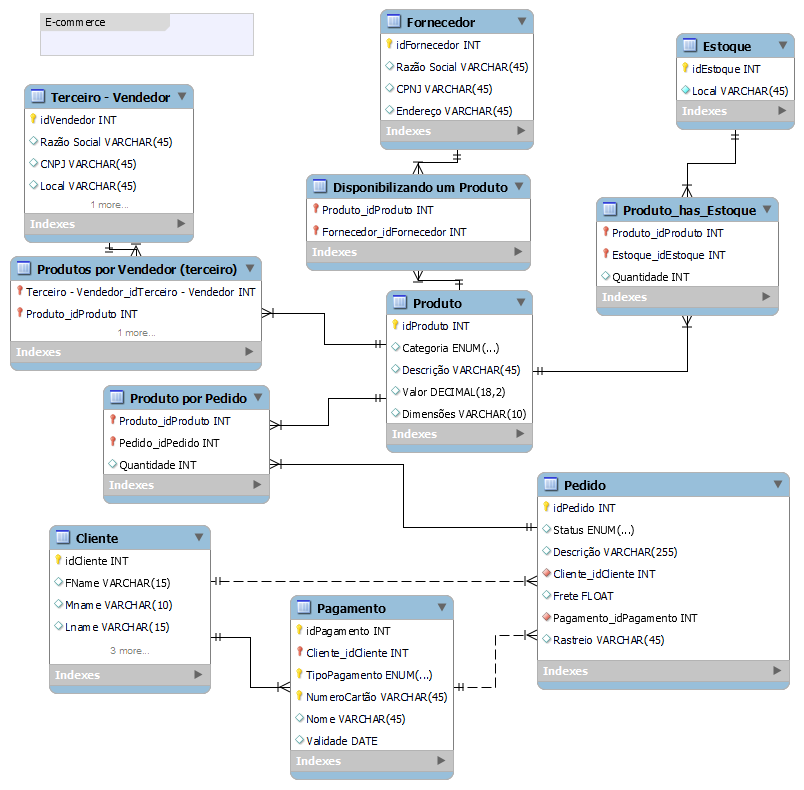 E-commerce
Fornecedor
idFornecedor INT
Razão Social VARCHAR(45)
CPNJ VARCHAR(45)
Endereço VARCHAR(45)
Indexes
Estoque
idEstoque INT
Local VARCHAR(45)
Indexes
Terceiro - Vendedor
idVendedor INT
Razão Social VARCHAR(45)
CNPJ VARCHAR(45)
Local VARCHAR(45)
1 more...
Indexes
Disponibilizando um Produto
Produto_idProduto INT
Fornecedor_idFornecedor INT
Indexes
Produto_has_Estoque
Produto_idProduto INT
Estoque_idEstoque INT
Quantidade INT
Indexes
Produtos por Vendedor (terceiro)
Terceiro - Vendedor_idTerceiro - Vendedor INT
Produto_idProduto INT
1 more...
Indexes
Produto
idProduto INT
Categoria ENUM(...)
Descrição VARCHAR(45)
Valor DECIMAL(18,2)
Dimensões VARCHAR(10)
Indexes
Produto por Pedido
Produto_idProduto INT
Pedido_idPedido INT
Quantidade INT
Indexes
Pedido
idPedido INT
Status ENUM(...)
Descrição VARCHAR(255)
Cliente_idCliente INT
Frete FLOAT
Pagamento_idPagamento INT
Rastreio VARCHAR(45)
Indexes
Cliente
idCliente INT
FName VARCHAR(15)
Mname VARCHAR(10)
Lname VARCHAR(15)
3 more...
Indexes
Pagamento
idPagamento INT
Cliente_idCliente INT
TipoPagamento ENUM(...)
NumeroCartão VARCHAR(45)
Nome VARCHAR(45)
Validade DATE
Indexes